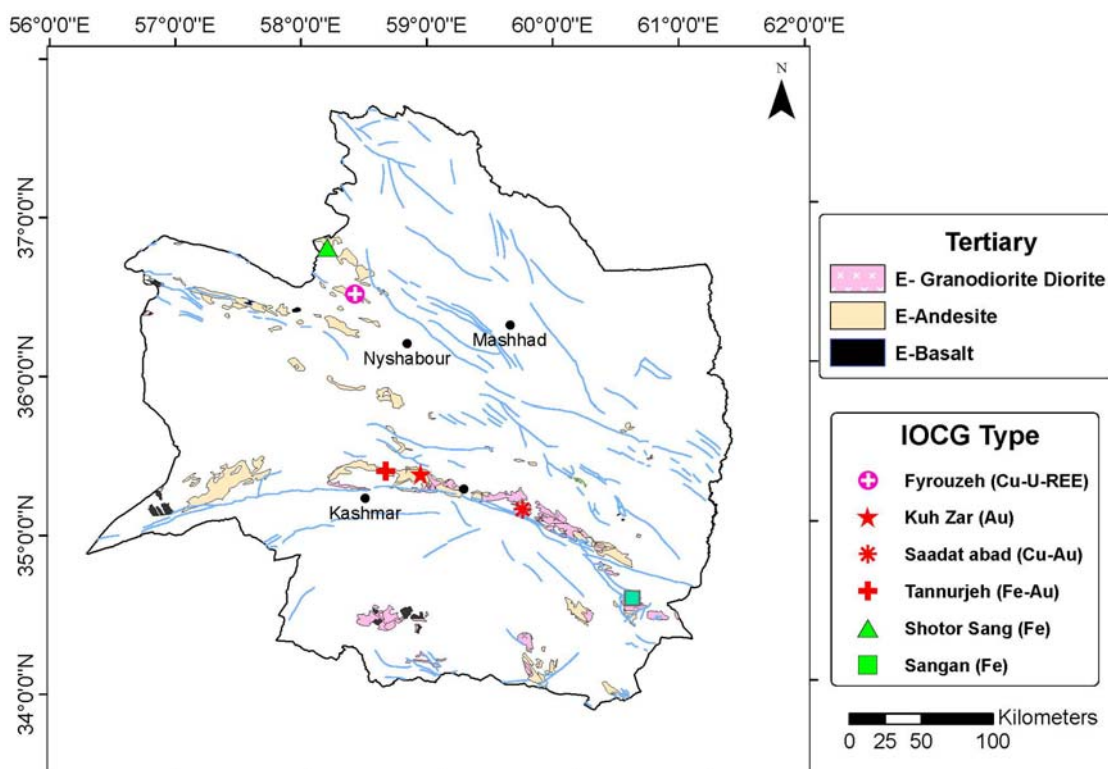 56°0'0"E 57°0'0"E 58°0'0"E 59°0'0"E 60°0'0"E 61°0'0"E 62°0'0"E
N
37°0'0"N
36°0'0"N
35°0'0"N
34°0'0"N
Mashhad
Nyshabour
Kashmar
Tertiary
E- Granodiorite Diorite
E-Andesite
E-Basalt
IOCG Type
Fyrouzeh (Cu-U-REE)
Kuh Zar (Au)
Saadat abad (Cu-Au)
Tannurjeh (Fe-Au)
Shotor Sang (Fe)
Sangan (Fe)
Kilometers
0 25 50 100